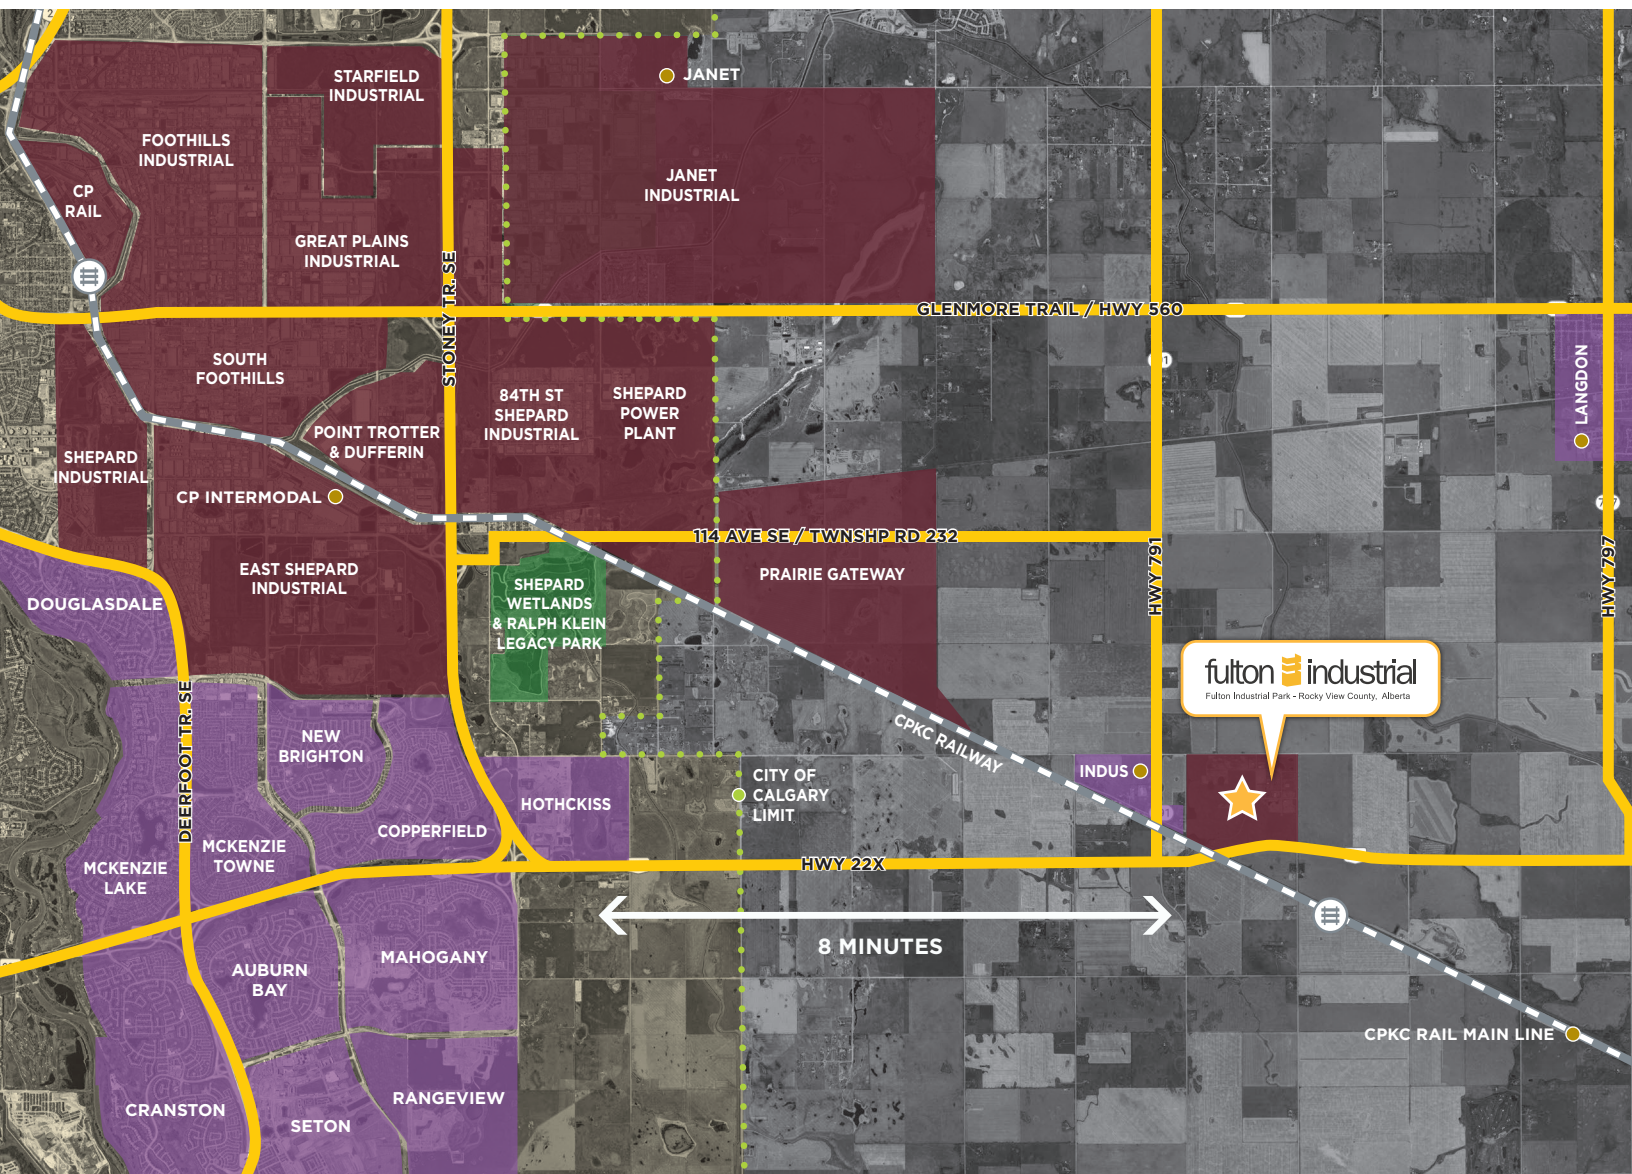 2
STARFIELD
INDUSTRIAL
JANET
FOOTHILLS
INDUSTRIAL
CP
RAIL
JANET
INDUSTRIAL
GREAT PLAINS
INDUSTRIAL
STONEY TR. SE
GLENMORE TRAIL / HWY 560
SOUTH
FOOTHILLS
84TH ST
SHEPARD
INDUSTRIAL
SHEPARD
POWER
PLANT
LANGDON
POINT TROTTER
& DUFFERIN
SHEPARD
INDUSTRIAL
CP INTERMODAL
114 AVE SE / TWNSHP RD 232
HWY 791
HWY 797
EAST SHEPARD
INDUSTRIAL
PRAIRIE GATEWAY
DOUGLASDALE
SHEPARD
WETLANDS
& RALPH KLEIN
LEGACY PARK
fulton industrial
Fulton Industrial Park - Rocky View County, Alberta
DEERFOOT TR. SE
NEW
BRIGHTON
CPKC RAILWAY
INDUS
CITY OF
CALGARY
LIMIT
HOTHCKISS
COPPERFIELD
MCKENZIE
TOWNE
MCKENZIE
LAKE
HWY 22X
8 MINUTES
MAHOGANY
AUBURN
BAY
CPKC RAIL MAIN LINE
RANGEVIEW
CRANSTON
SETON